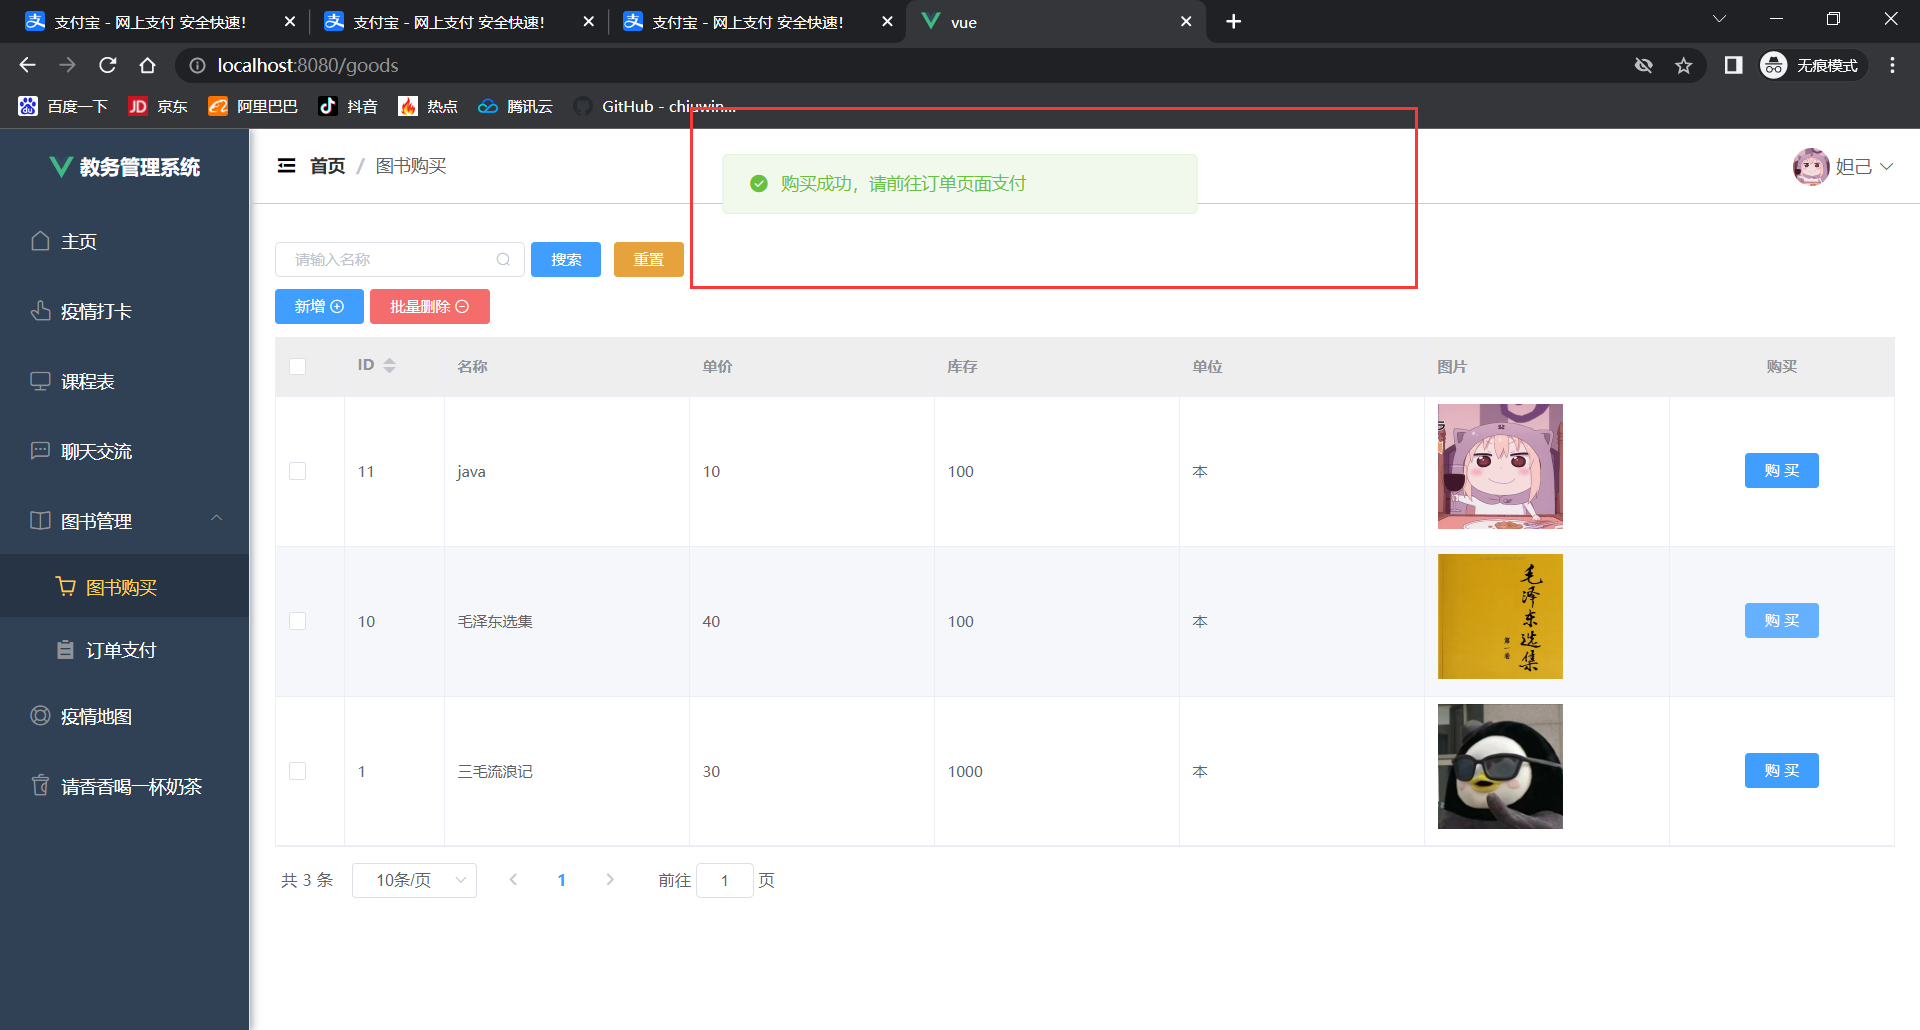 支付宝 - 网上支付 安全快速!
支付宝 - 网上支付 安全快速!
支付宝 - 网上支付 安全快速!
vue
localhost:8080/goods
无痕模式
百度一下
JD 京东
阿里巴巴
抖音
热点
腾讯云
GitHub - chiuwin...
教务管理系统
首页 / 图书购买
购买成功，请前往订单页面支付
妲己
主页
疫情打卡
课程表
聊天交流
图书管理
图书购买
订单支付
疫情地图
请香香喝一杯奶茶
请输入名称
搜索
重置
新增
批量删除
ID 名称 单价 库存 单位 图片 购买
11 java 10 100 本 购 买
10 毛泽东选集 40 100 本 购 买
毛泽东选集
第一卷
1 三毛流浪记 30 1000 本 购 买
共 3 条 10条/页 1 前往 1 页